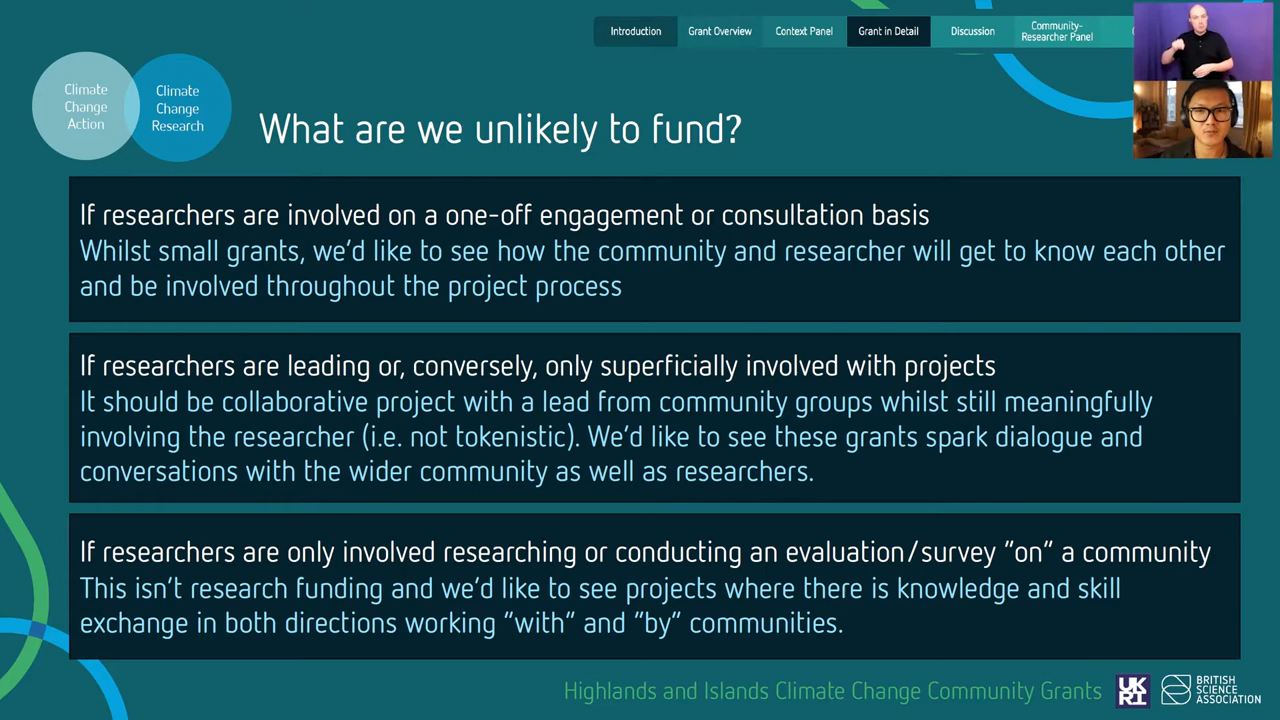 Introduction
Grant Overview
Context Panel
Grant in Detail
Discussion
Community-
Researcher Panel
Climate
Change
Action
Climate
Change
Research
What are we unlikely to fund?
If researchers are involved on a one-off engagement or consultation basis
Whilst small grants, we’d like to see how the community and researcher will get to know each other
and be involved throughout the project process
If researchers are leading or, conversely, only superficially involved with projects
It should be collaborative project with a lead from community groups whilst still meaningfully
involving the researcher (i.e. not tokenistic). We’d like to see these grants spark dialogue and
conversations with the wider community as well as researchers.
If researchers are only involved researching or conducting an evaluation/survey “on” a community
This isn’t research funding and we’d like to see projects where there is knowledge and skill
exchange in both directions working “with” and “by” communities.
Highlands and Islands Climate Change Community Grants
UK
RI
BRITISH
SCIENCE
ASSOCIATION